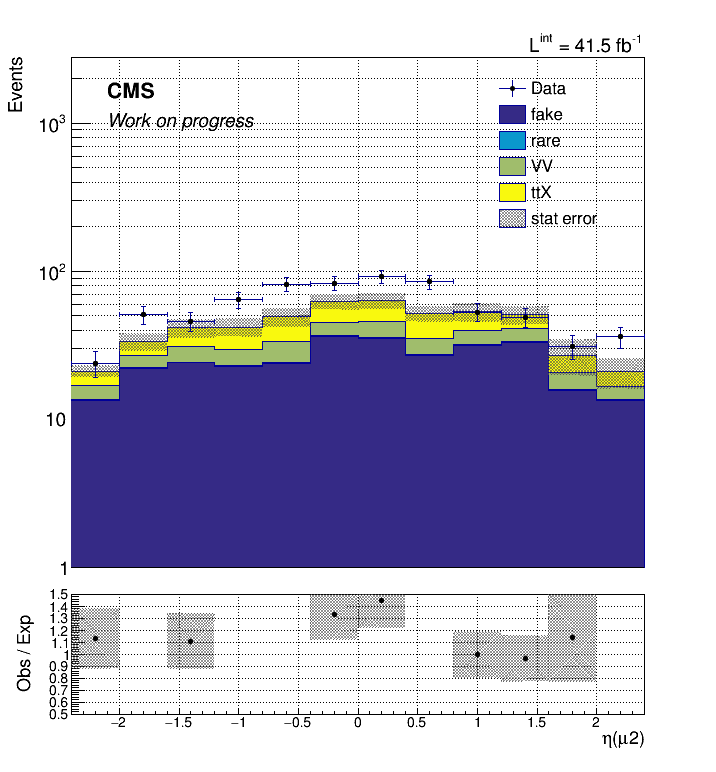 L^int = 41.5 fb^-1
Events
CMS
Work on progress
Data
fake
rare
VV
ttX
stat error
10^3
10^2
10
1
Obs / Exp
1.5
1.4
1.3
1.2
1.1
1
0.9
0.8
0.7
0.6
0.5
−2 −1.5 −1 −0.5 0 0.5 1 1.5 2
η(μ2)